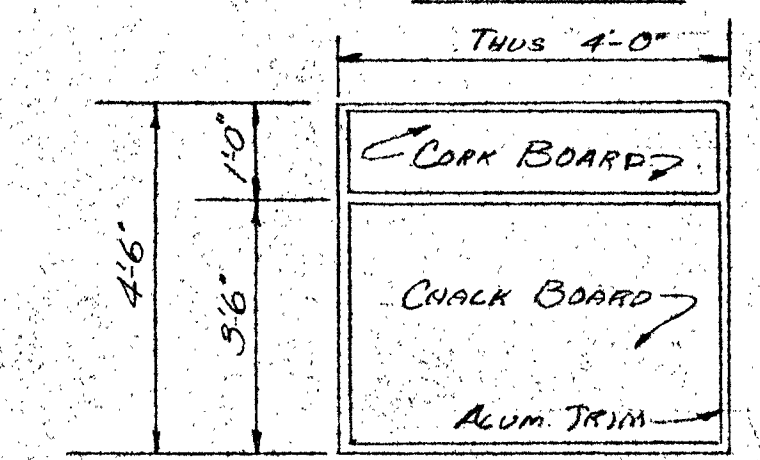 THUS 4'-0"
1'-0"
CORK BOARD
4'-6"
3'-6"
CHALK BOARD
ALUM. TRIM